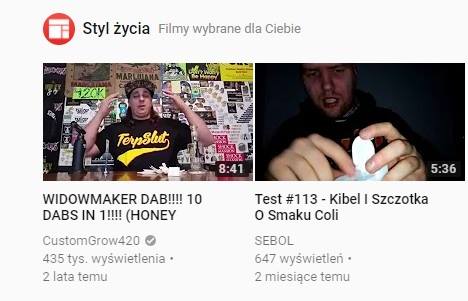 Styl życia Filmy wybrane dla Ciebie
420K
MARIJUANA
Terpslut
8:41
5:36
WIDOWMAKER DAB!!!! 10
DABS IN 1!!!! (HONEY
CustomGrow420
435 tys. wyświetlenia •
2 lata temu
Test #113 - Kibel I Szczotka
O Smaku Coli
SEBOL
647 wyświetleń •
2 miesiące temu